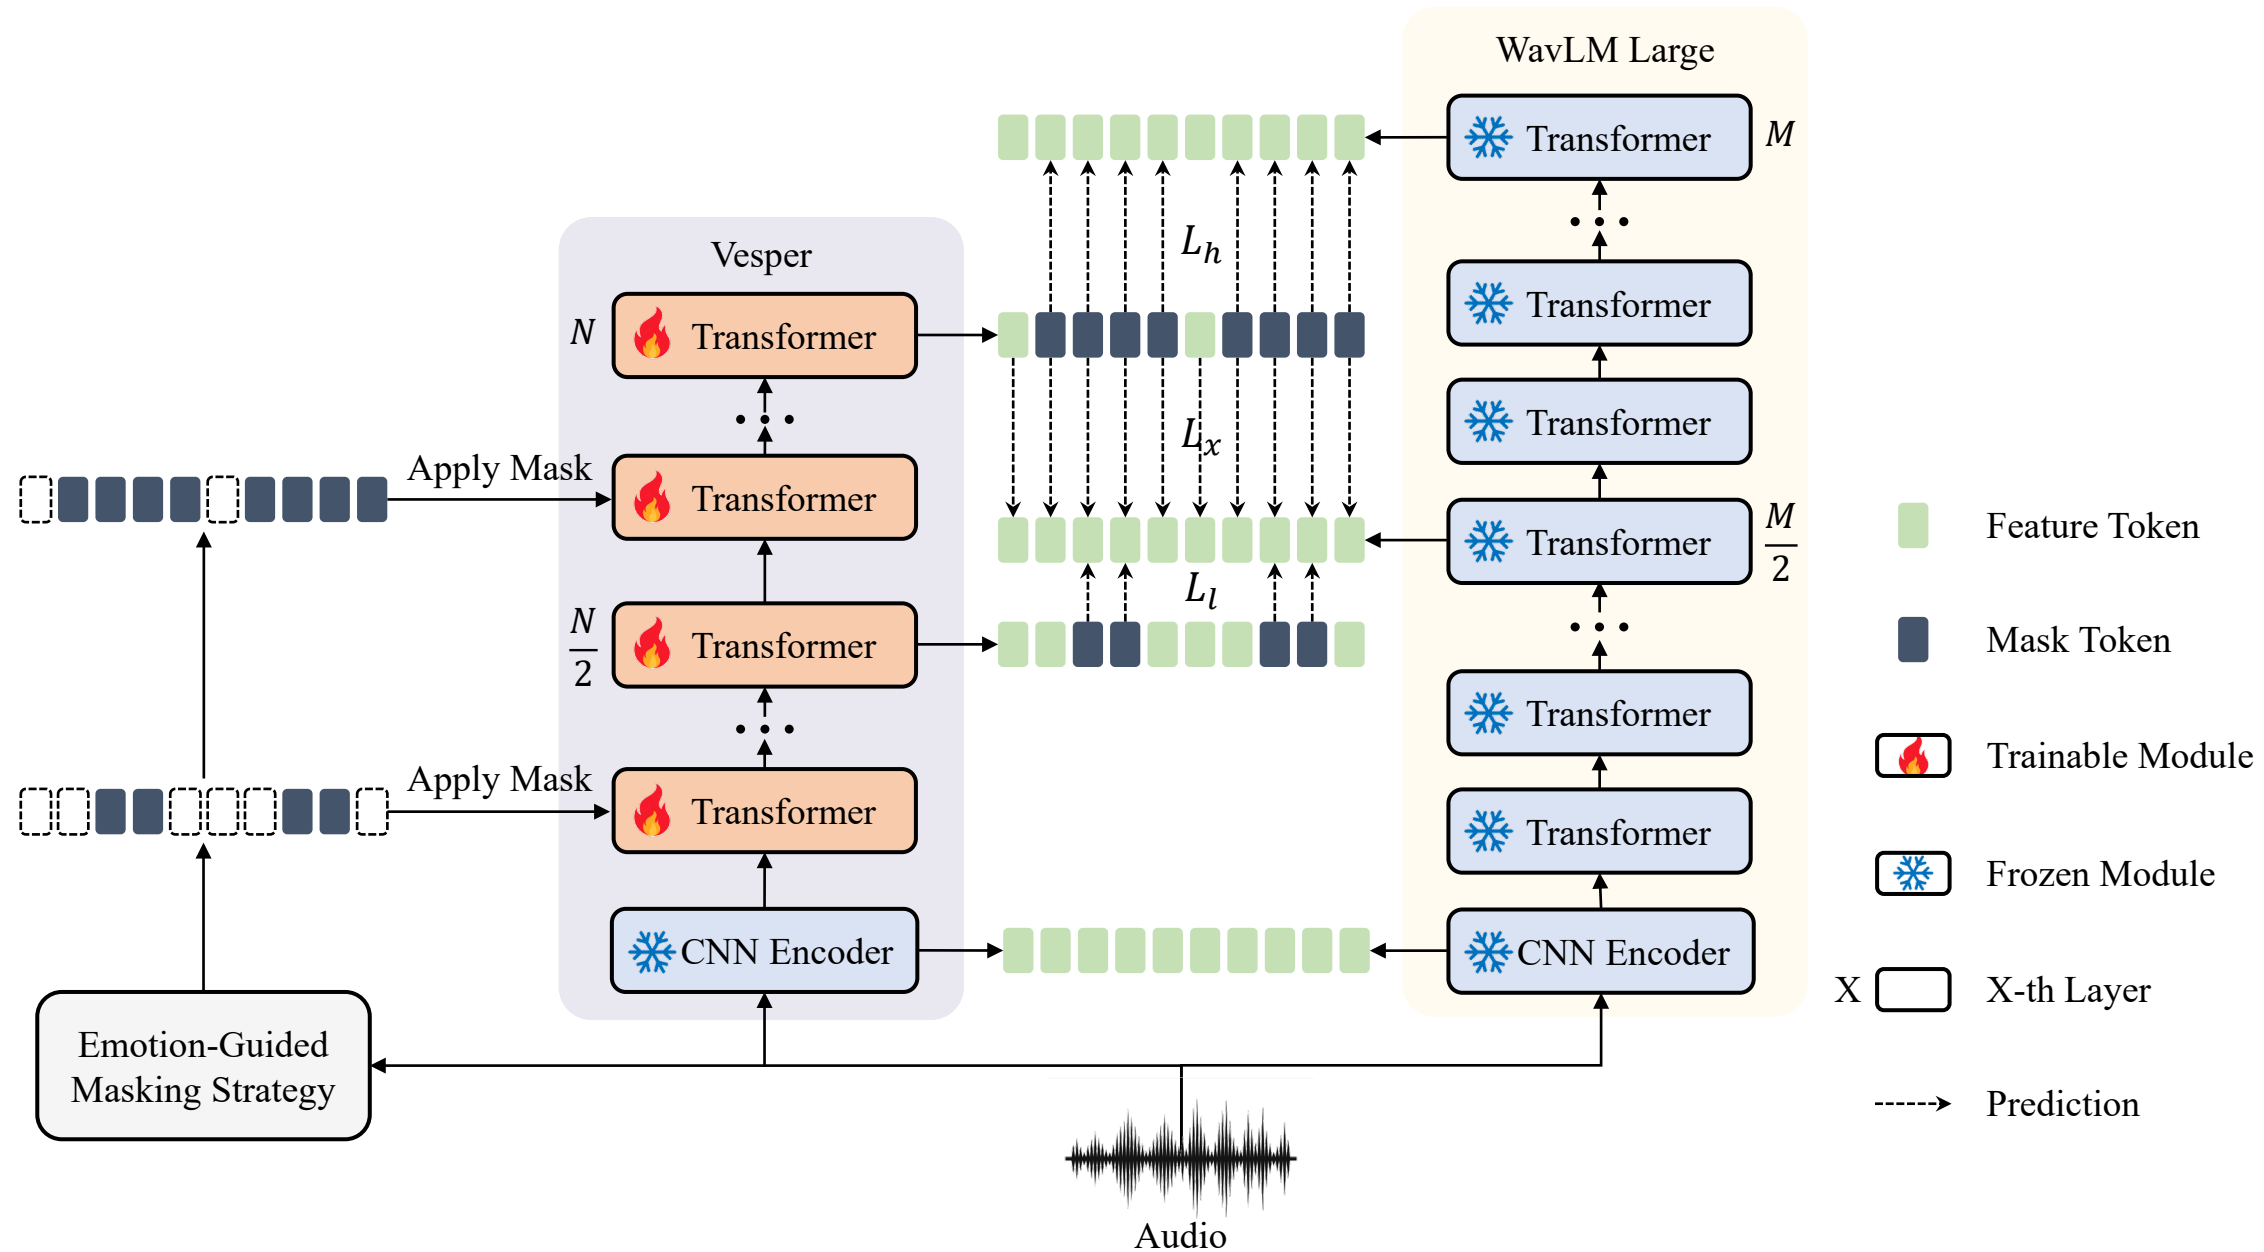 WavLM Large
Transformer
M
Transformer
Transformer
Transformer
M
2
Transformer
Transformer
CNN Encoder
Vesper
N
Transformer
Apply Mask
Transformer
N
2
Transformer
Apply Mask
Transformer
CNN Encoder
L_h
L_x
L_l
Emotion-Guided
Masking Strategy
Audio
Feature Token
Mask Token
Trainable Module
Frozen Module
X
X-th Layer
Prediction